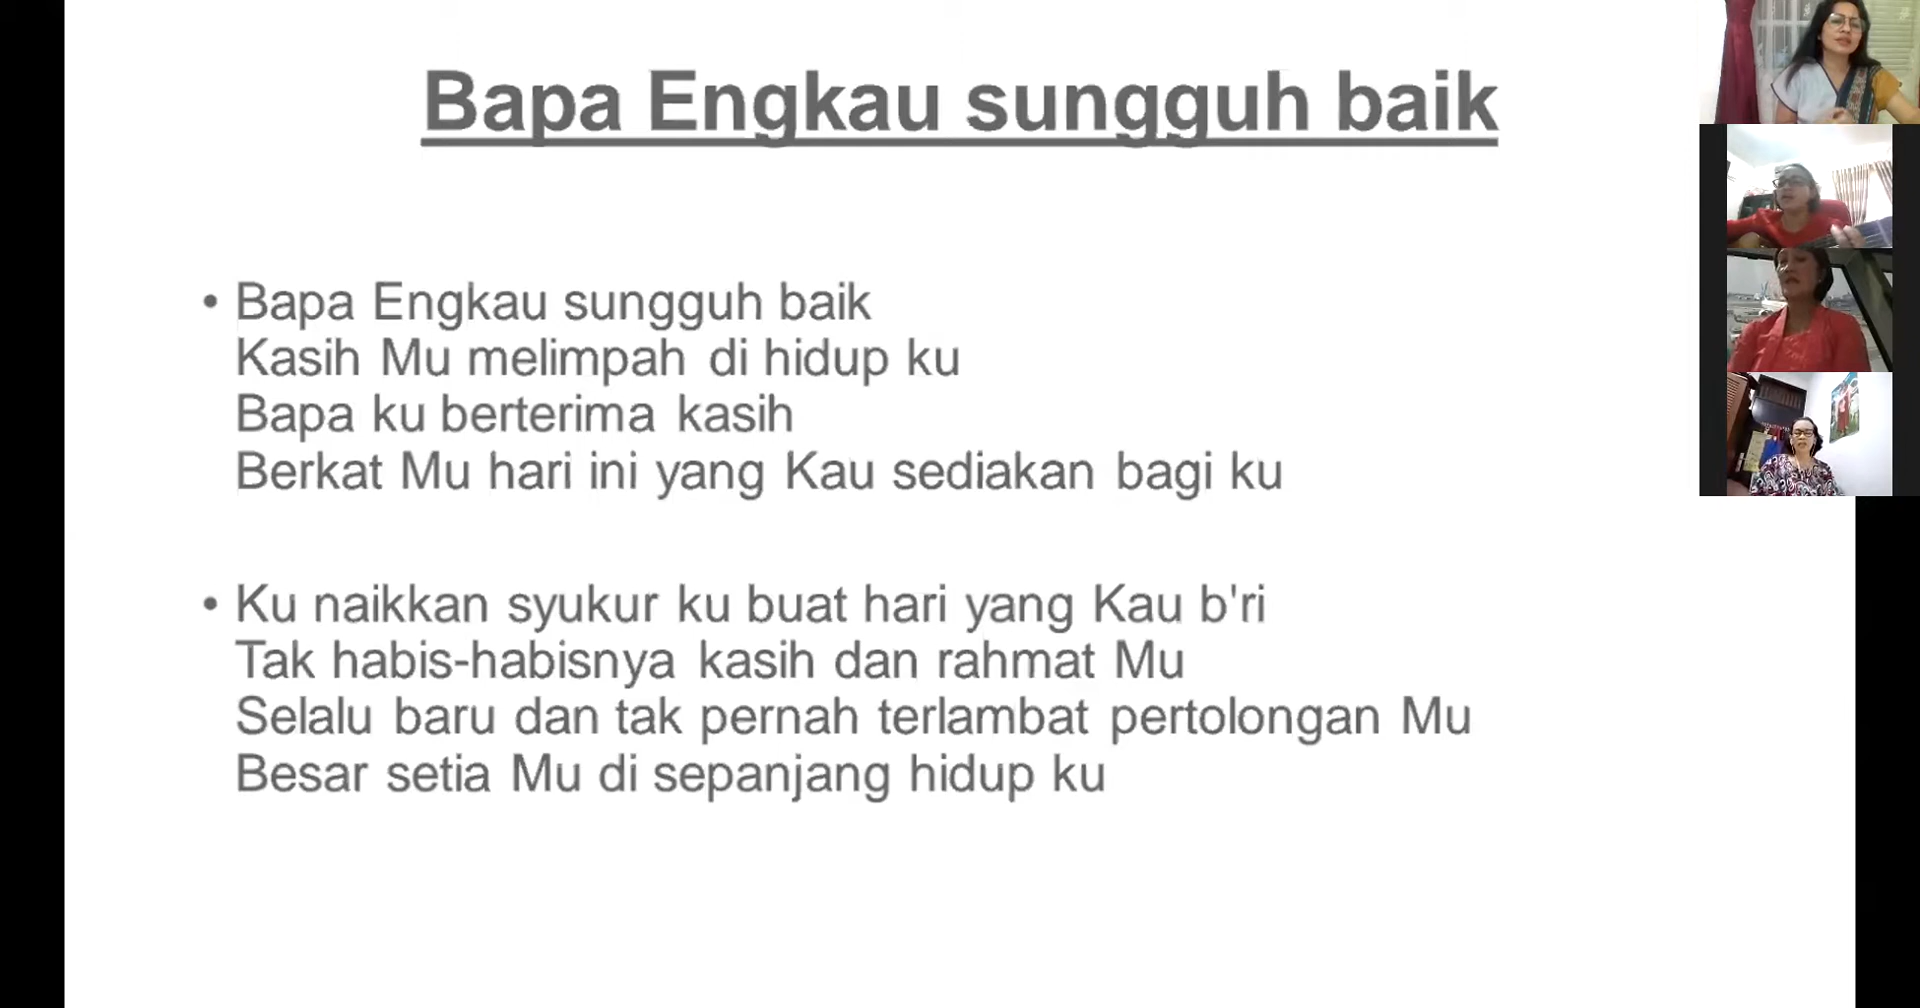 Bapa Engkau sungguh baik
• Bapa Engkau sungguh baik
Kasih Mu melimpah di hidup ku
Bapa ku berterima kasih
Berkat Mu hari ini yang Kau sediakan bagi ku
• Ku naikkan syukur ku buat hari yang Kau b'ri
Tak habis-habisnya kasih dan rahmat Mu
Selalu baru dan tak pernah terlambat pertolongan Mu
Besar setia Mu di sepanjang hidup ku